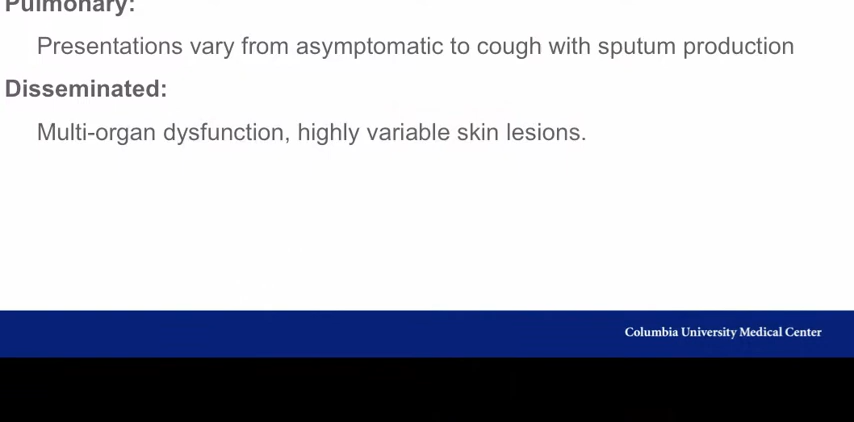 Pulmonary:
Presentations vary from asymptomatic to cough with sputum production
Disseminated:
Multi-organ dysfunction, highly variable skin lesions.
Columbia University Medical Center